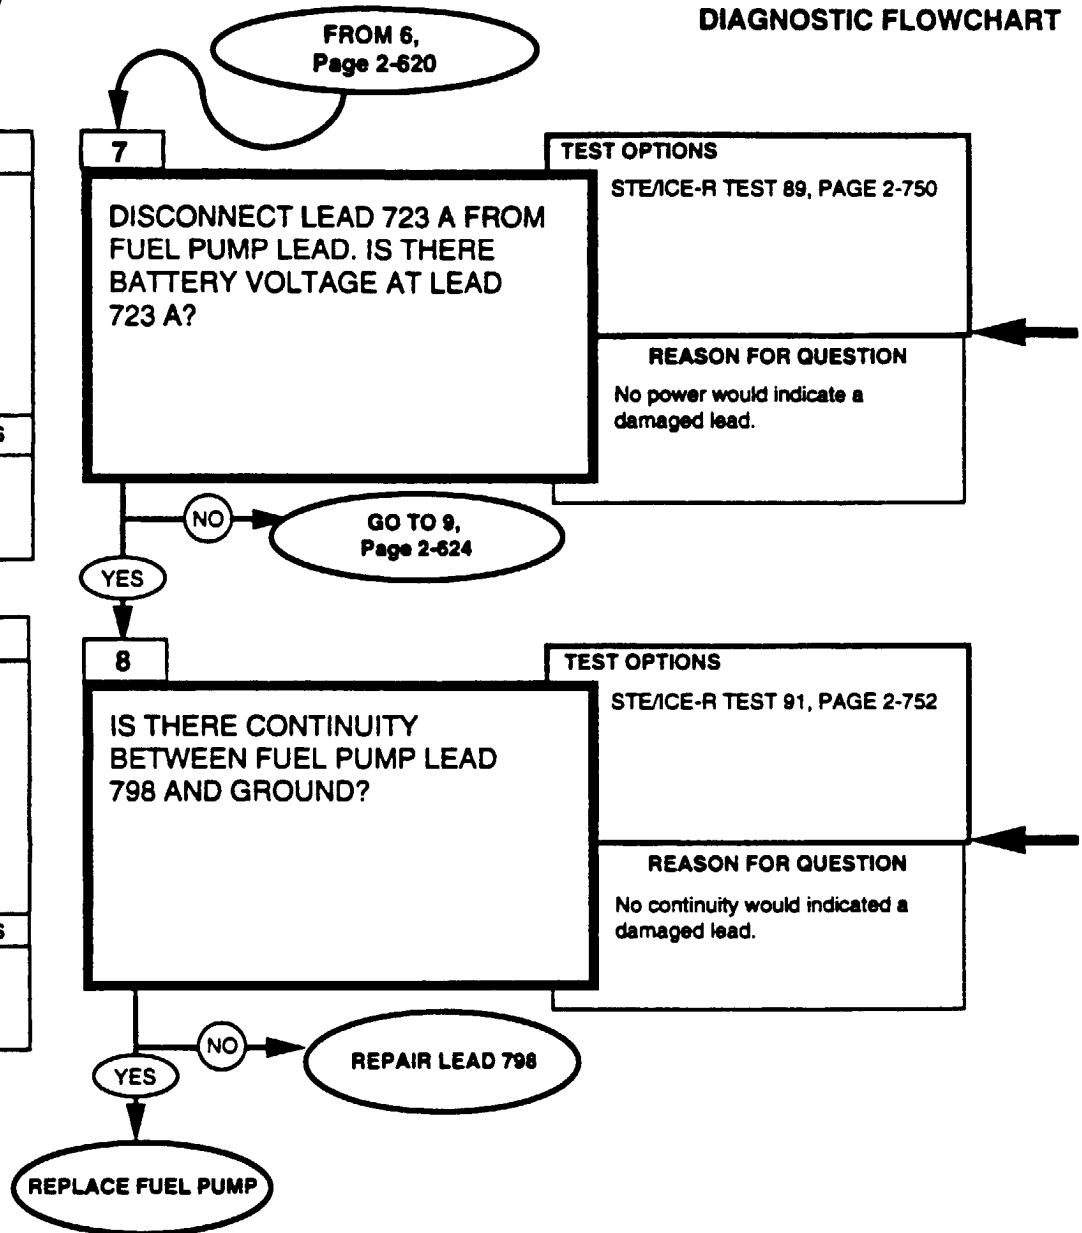 DIAGNOSTIC FLOWCHART
FROM 6,
Page 2-620
7
TEST OPTIONS
STE/ICE-R TEST 89, PAGE 2-750
DISCONNECT LEAD 723 A FROM
FUEL PUMP LEAD. IS THERE
BATTERY VOLTAGE AT LEAD
723 A?
REASON FOR QUESTION
No power would indicate a
damaged lead.
S
NO
GO TO 9,
Page 2-624
YES
8
TEST OPTIONS
STE/ICE-R TEST 91, PAGE 2-752
IS THERE CONTINUITY
BETWEEN FUEL PUMP LEAD
798 AND GROUND?
REASON FOR QUESTION
No continuity would indicated a
damaged lead.
S
NO
REPAIR LEAD 798
YES
REPLACE FUEL PUMP